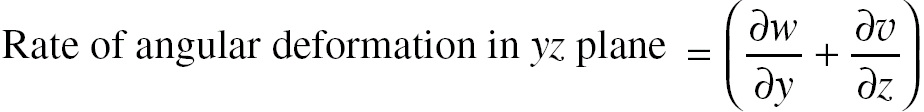 Rate of angular deformation in yz plane = (∂w/∂y + ∂v/∂z)